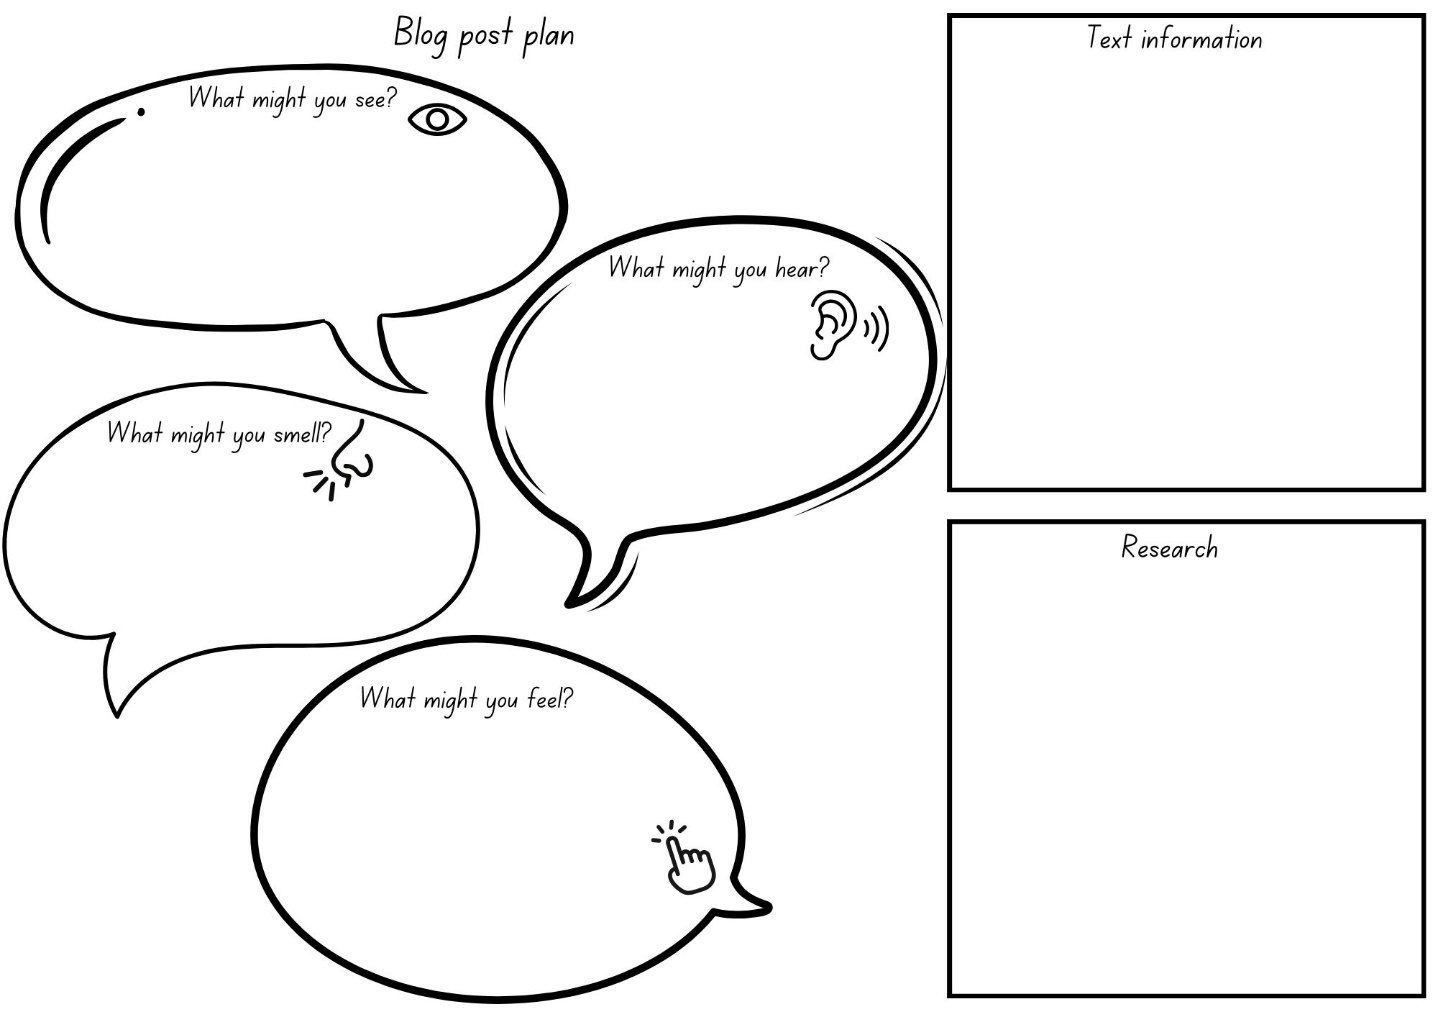 Blog post plan
What might you see?
What might you hear?
What might you smell?
What might you feel?
Text information
Research